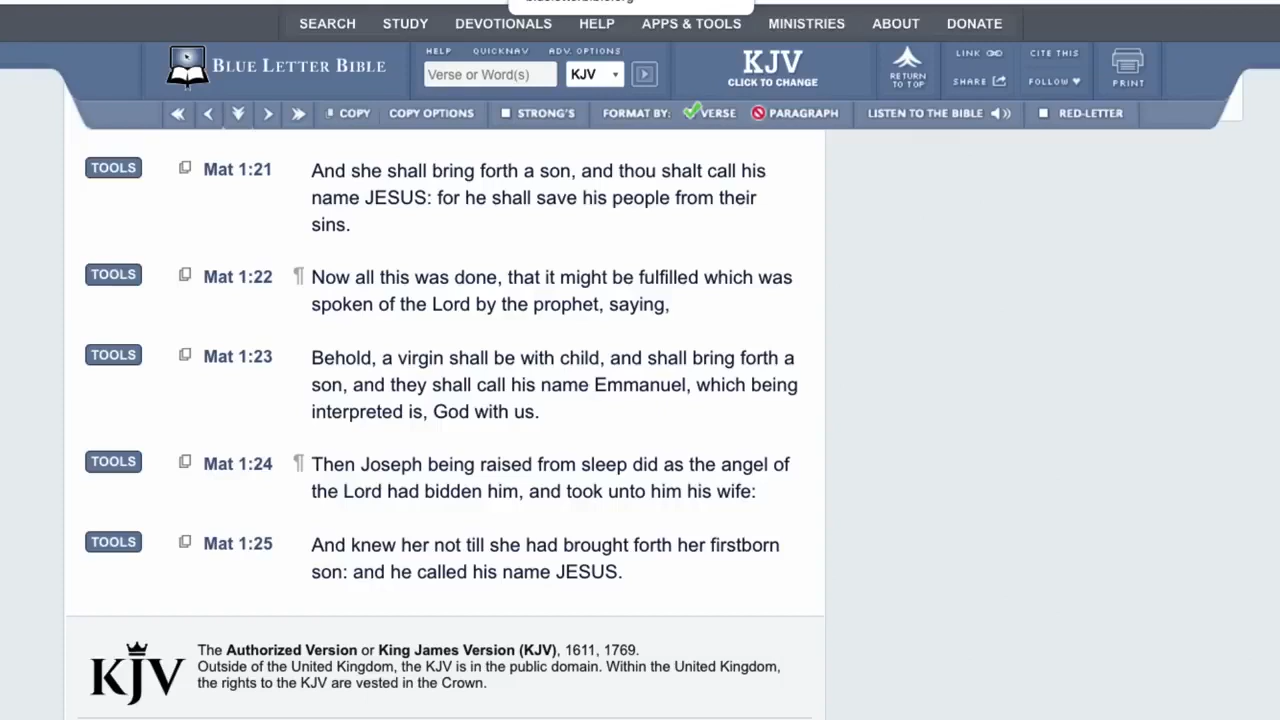 SEARCH STUDY DEVOTIONALS HELP APPS & TOOLS MINISTRIES ABOUT DONATE
BLUE LETTER BIBLE
HELP QUICKNAV ADV. OPTIONS
Verse or Word(s) KJV
KJV
CLICK TO CHANGE
RETURN
TO TOP
LINK
SHARE
CITE THIS
FOLLOW
PRINT
COPY COPY OPTIONS STRONG'S FORMAT BY: VERSE PARAGRAPH LISTEN TO THE BIBLE RED-LETTER
TOOLS Mat 1:21 And she shall bring forth a son, and thou shalt call his
name JESUS: for he shall save his people from their
sins.
TOOLS Mat 1:22 ¶ Now all this was done, that it might be fulfilled which was
spoken of the Lord by the prophet, saying,
TOOLS Mat 1:23 Behold, a virgin shall be with child, and shall bring forth a
son, and they shall call his name Emmanuel, which being
interpreted is, God with us.
TOOLS Mat 1:24 ¶ Then Joseph being raised from sleep did as the angel of
the Lord had bidden him, and took unto him his wife:
TOOLS Mat 1:25 And knew her not till she had brought forth her firstborn
son: and he called his name JESUS.
KJV
The Authorized Version or King James Version (KJV), 1611, 1769.
Outside of the United Kingdom, the KJV is in the public domain. Within the United Kingdom,
the rights to the KJV are vested in the Crown.